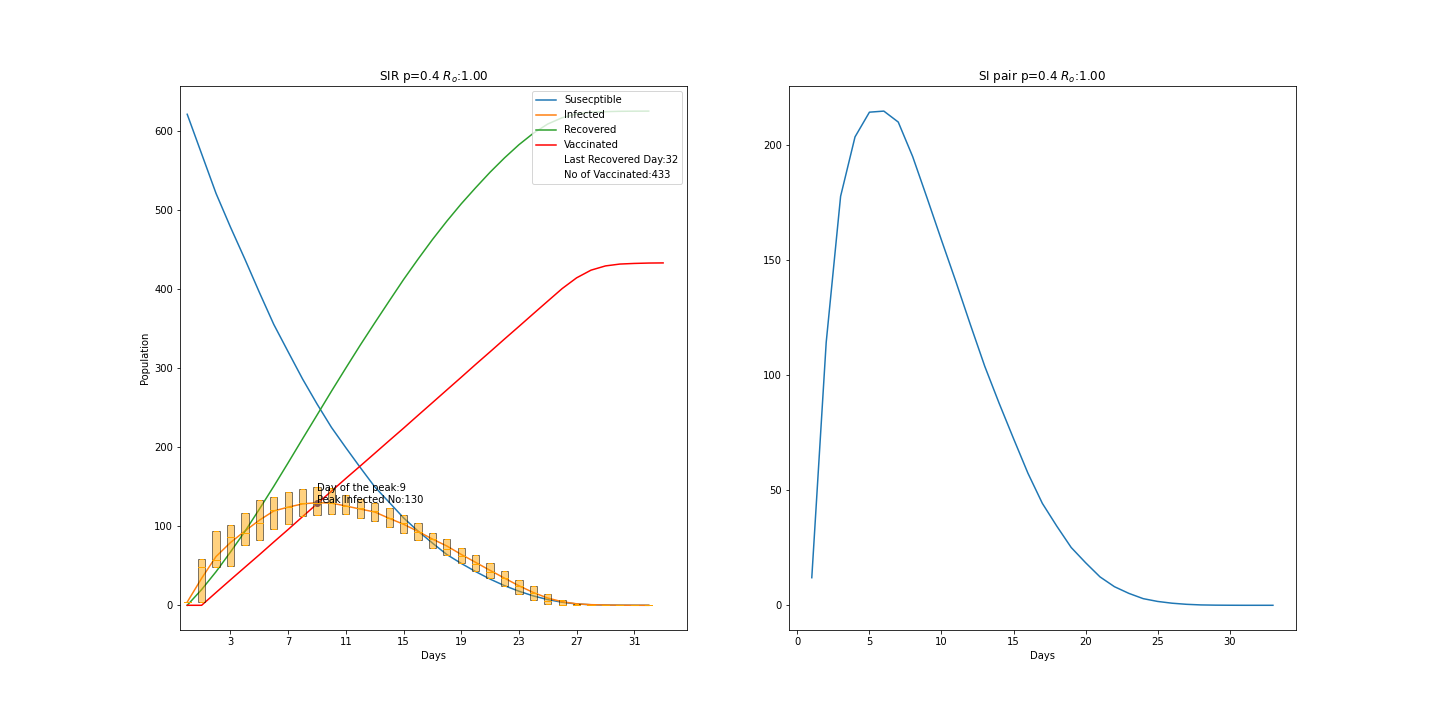 SIR p=0.4 Rₒ:1.00
Susecptible
Infected
Recovered
Vaccinated
Last Recovered Day:32
No of Vaccinated:433
Population
600
500
400
300
200
100
0
Day of the peak:9
Peak Infected No:130
3 7 11 15 19 23 27 31
Days
SI pair p=0.4 Rₒ:1.00
200
150
100
50
0
0 5 10 15 20 25 30
Days